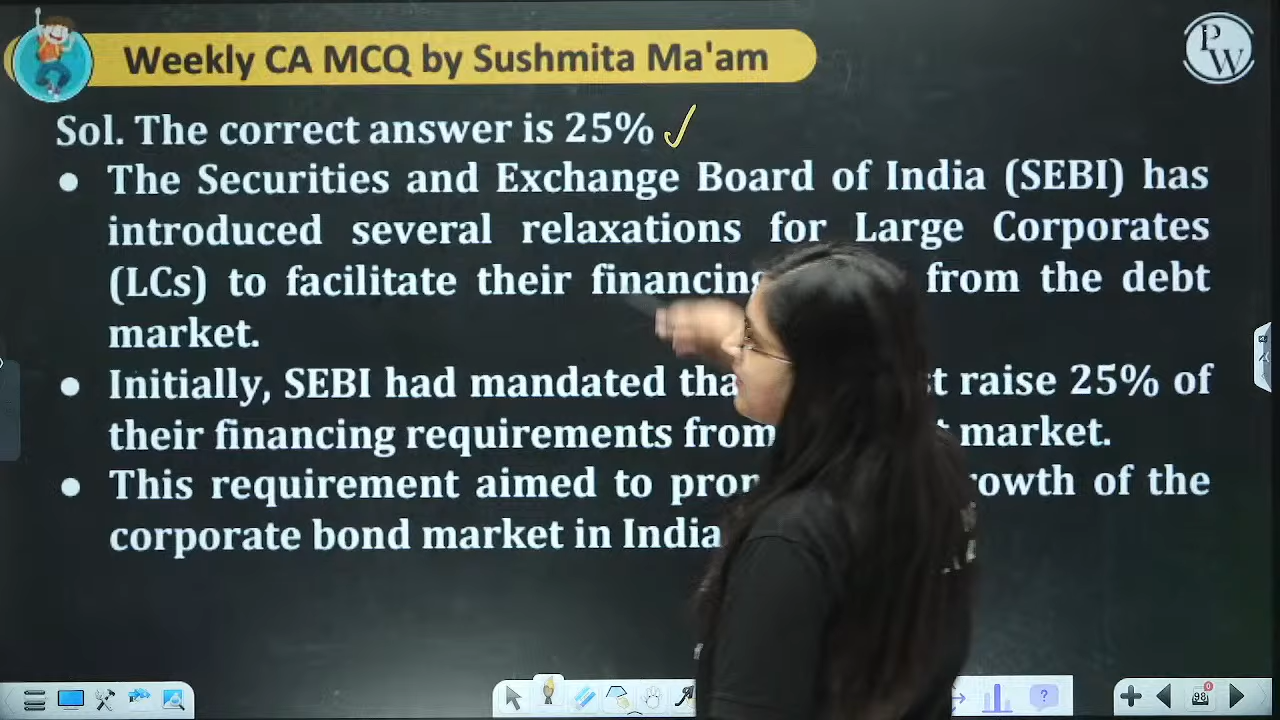 Weekly CA MCQ by Sushmita Ma'am
PW
Sol. The correct answer is 25%
● The Securities and Exchange Board of India (SEBI) has
introduced several relaxations for Large Corporates
(LCs) to facilitate their financing from the debt
market.
● Initially, SEBI had mandated raise 25% of
their financing requirements from market.
● This requirement aimed to of the
corporate bond market in India
98